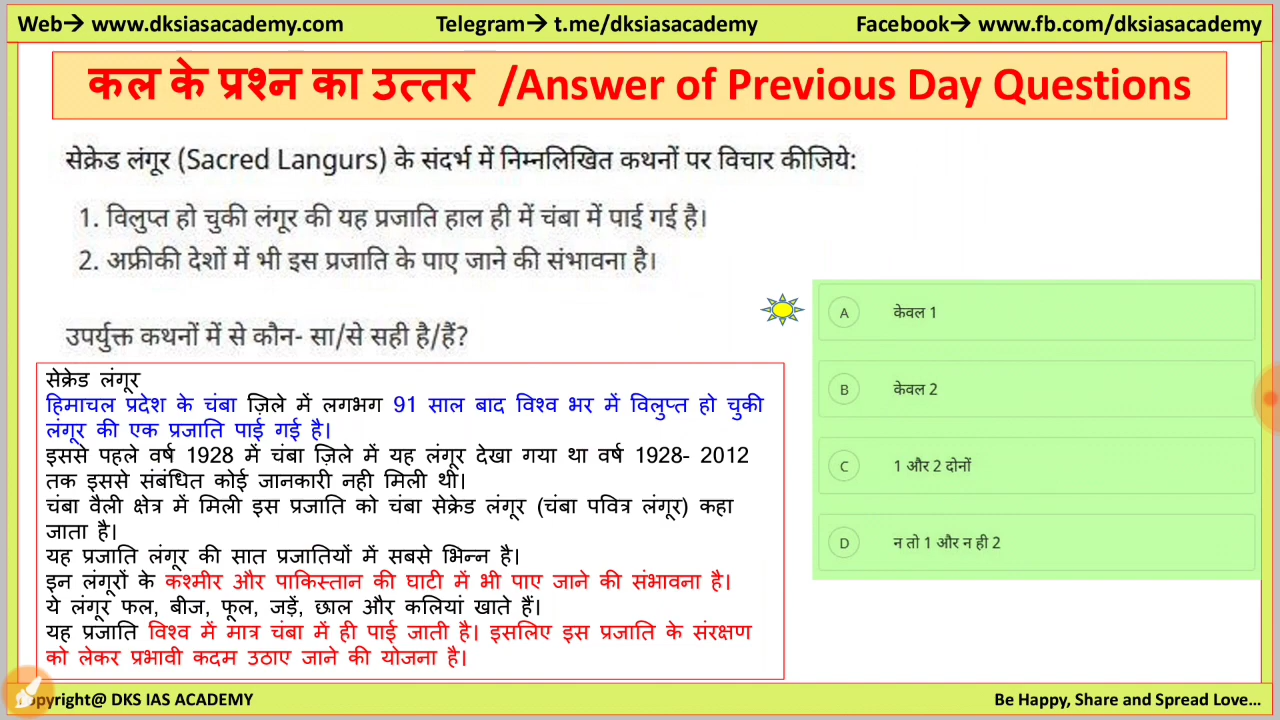 Web→ www.dksiasacademy.com Telegram→ t.me/dksiasacademy Facebook→ www.fb.com/dksiasacademy
कल के प्रश्न का उत्तर /Answer of Previous Day Questions
सेक्रेड लंगूर (Sacred Langurs) के संदर्भ में निम्नलिखित कथनों पर विचार कीजिये:
1. विलुप्त हो चुकी लंगूर की यह प्रजाति हाल ही में चंबा में पाई गई है।
2. अफ्रीकी देशों में भी इस प्रजाति के पाए जाने की संभावना है।
उपर्युक्त कथनों में से कौन- सा/से सही है/हैं?
A केवल 1
B केवल 2
C 1 और 2 दोनों
D न तो 1 और न ही 2
सेक्रेड लंगूर
हिमाचल प्रदेश के चंबा ज़िले में लगभग 91 साल बाद विश्व भर में विलुप्त हो चुकी
लंगूर की एक प्रजाति पाई गई है।
इससे पहले वर्ष 1928 में चंबा ज़िले में यह लंगूर देखा गया था वर्ष 1928- 2012
तक इससे संबंधित कोई जानकारी नही मिली थी।
चंबा वैली क्षेत्र में मिली इस प्रजाति को चंबा सेक्रेड लंगूर (चंबा पवित्र लंगूर) कहा
जाता है।
यह प्रजाति लंगूर की सात प्रजातियों में सबसे भिन्न है।
इन लंगूरों के कश्मीर और पाकिस्तान की घाटी में भी पाए जाने की संभावना है।
ये लंगूर फल, बीज, फूल, जड़ें, छाल और कलियां खाते हैं।
यह प्रजाति विश्व में मात्र चंबा में ही पाई जाती है। इसलिए इस प्रजाति के संरक्षण
को लेकर प्रभावी कदम उठाए जाने की योजना है।
opyright@ DKS IAS ACADEMY Be Happy, Share and Spread Love...